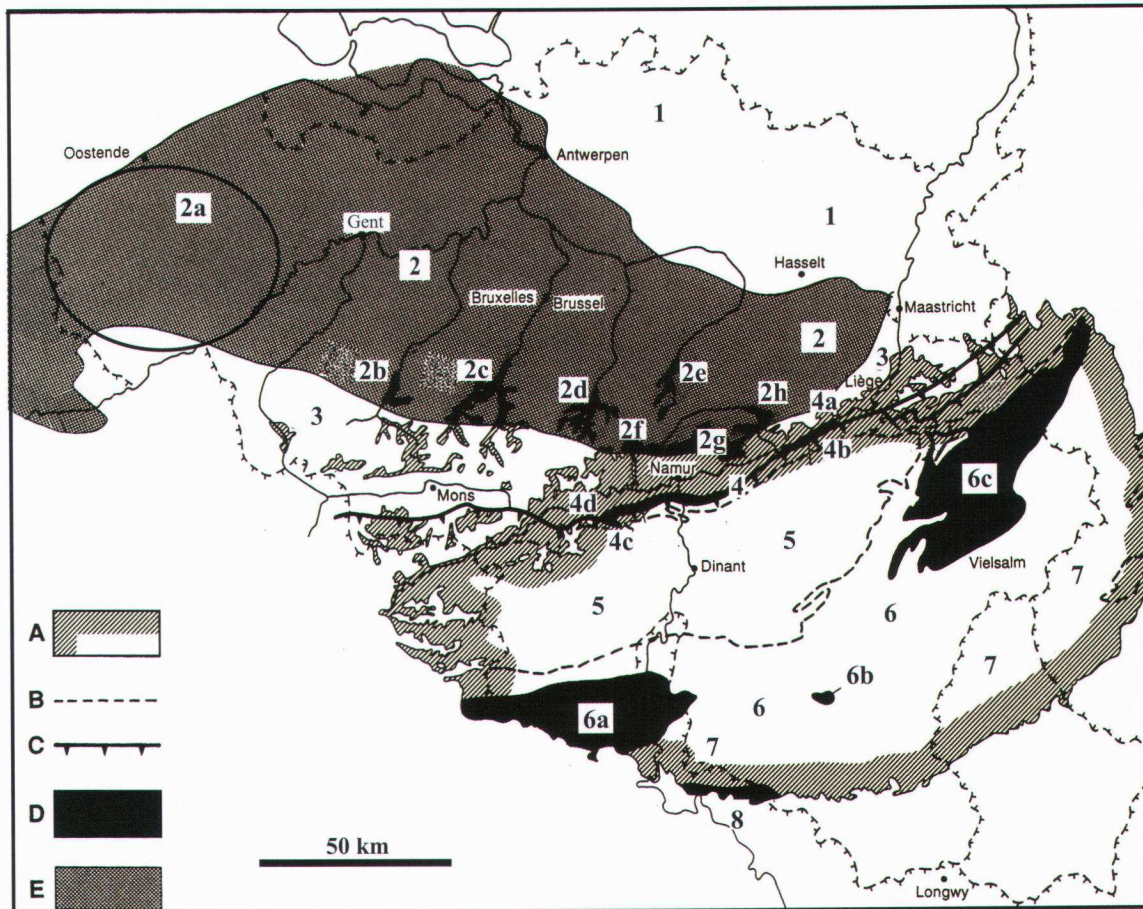 1
Oostende
Antwerpen
2a
1
Gent
2
Hasselt
Bruxelles
Brussel
Maastricht
2
3
2b
2c
2d
2e
2h
Liège
3
4a
2f
2g
4b
Namur
Mons
4
6c
4d
4c
5
Dinant
Vielsalm
7
5
6
A
7
6b
B
6
6a
7
C
D
8
50 km
E
Longwy